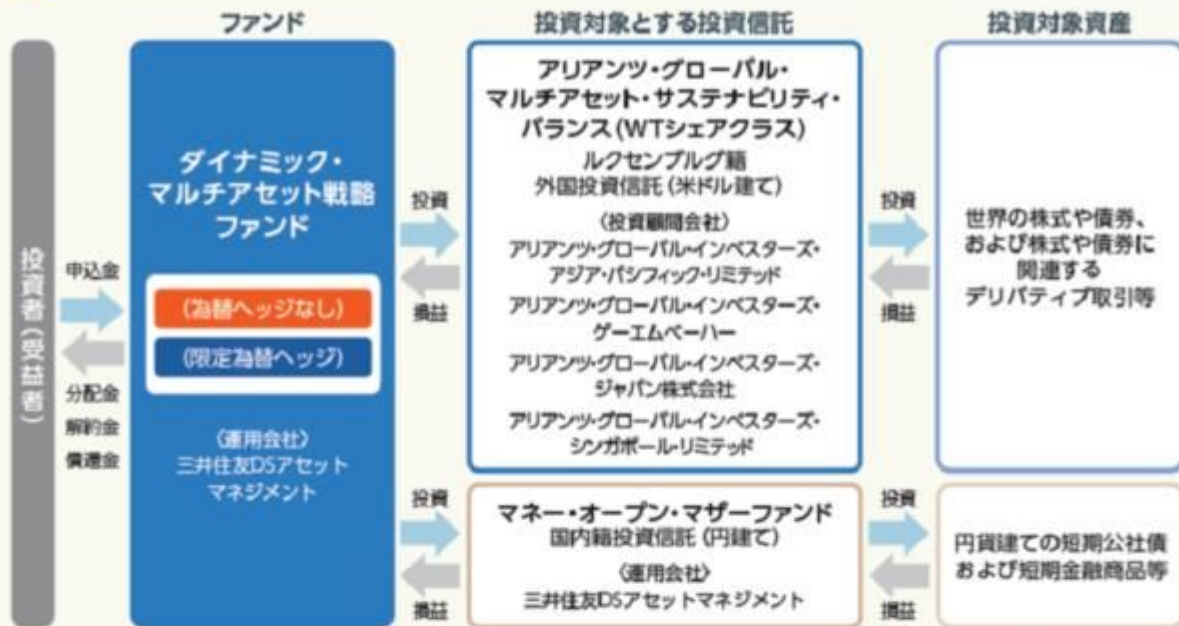 ファンド
投資対象とする投資信託
投資対象資産
投資者(受益者)
申込金
分配金
解約金
償還金
ダイナミック・
マルチアセット戦略
ファンド
(為替ヘッジなし)
(限定為替ヘッジ)
〈運用会社〉
三井住友DSアセット
マネジメント
投資
損益
アリアンツ・グローバル・
マルチアセット・サステナビリティ・
バランス(WTシェアクラス)
ルクセンブルグ籍
外国投資信託(米ドル建て)
〈投資顧問会社〉
アリアンツ・グローバル・インベスターズ・
アジア・パシフィック・リミテッド
アリアンツ・グローバル・インベスターズ・
ゲーエムベーハー
アリアンツ・グローバル・インベスターズ・
ジャパン株式会社
アリアンツ・グローバル・インベスターズ・
シンガポール・リミテッド
投資
損益
世界の株式や債券、
および株式や債券に
関連する
デリバティブ取引等
投資
損益
マネー・オープン・マザーファンド
国内籍投資信託(円建て)
〈運用会社〉
三井住友DSアセットマネジメント
投資
損益
円貨建ての短期公社債
および短期金融商品等